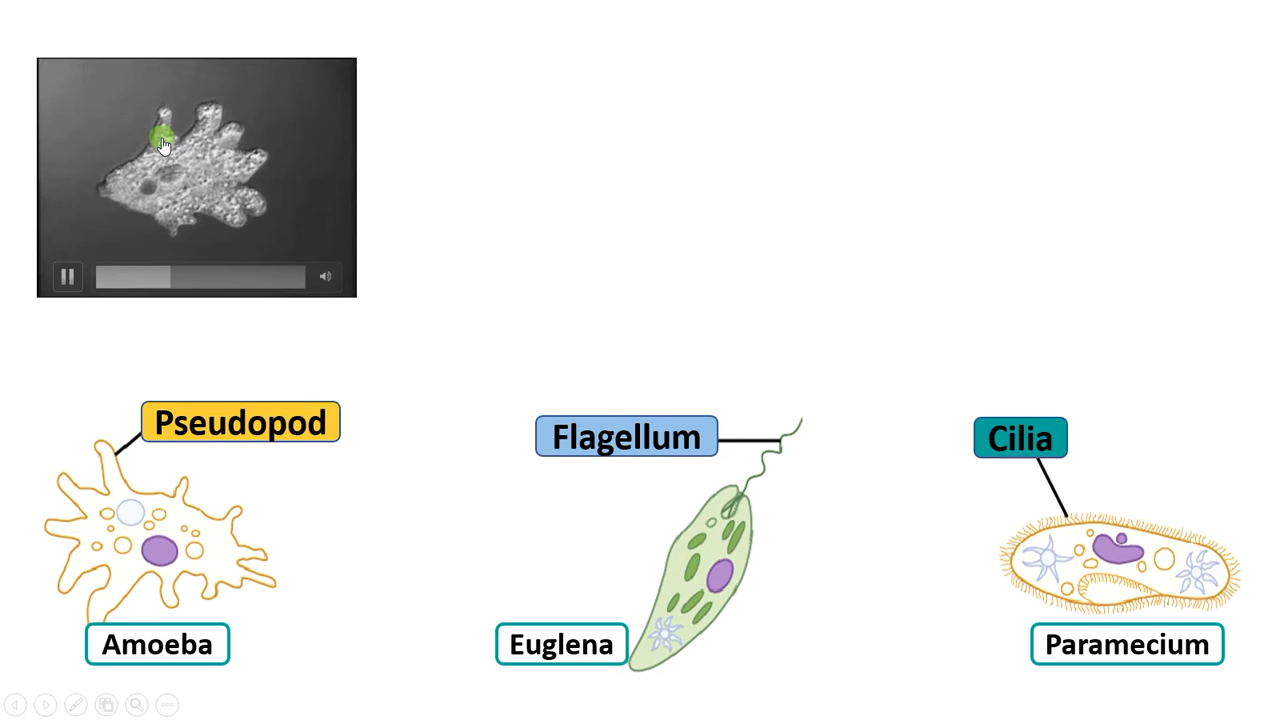 Pseudopod
Flagellum
Cilia
Amoeba
Euglena
Paramecium